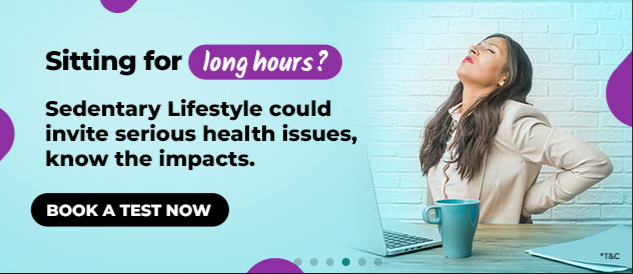 Sitting for long hours?
Sedentary Lifestyle could
invite serious health issues,
know the impacts.
BOOK A TEST NOW
*T&C